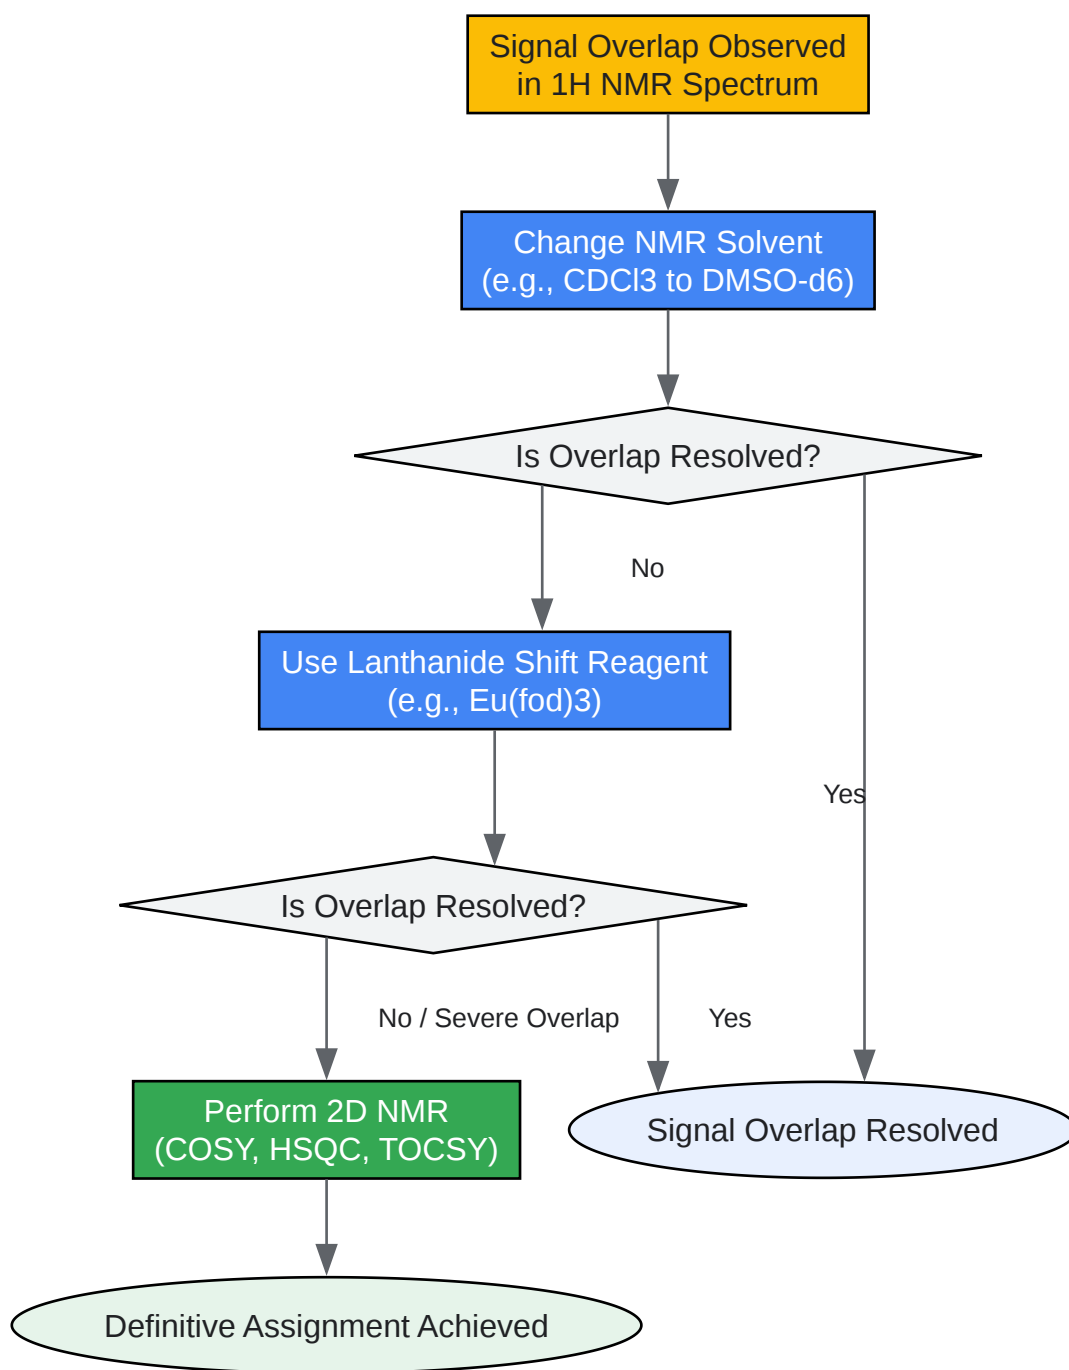 Signal Overlap Observed
in 1H NMR Spectrum
Change NMR Solvent
(e.g., CDCl3 to DMSO-d6)
Is Overlap Resolved?
No
Use Lanthanide Shift Reagent
(e.g., Eu(fod)3)
Yes
Is Overlap Resolved?
No / Severe Overlap
Yes
Perform 2D NMR
(COSY, HSQC, TOCSY)
Signal Overlap Resolved
Definitive Assignment Achieved